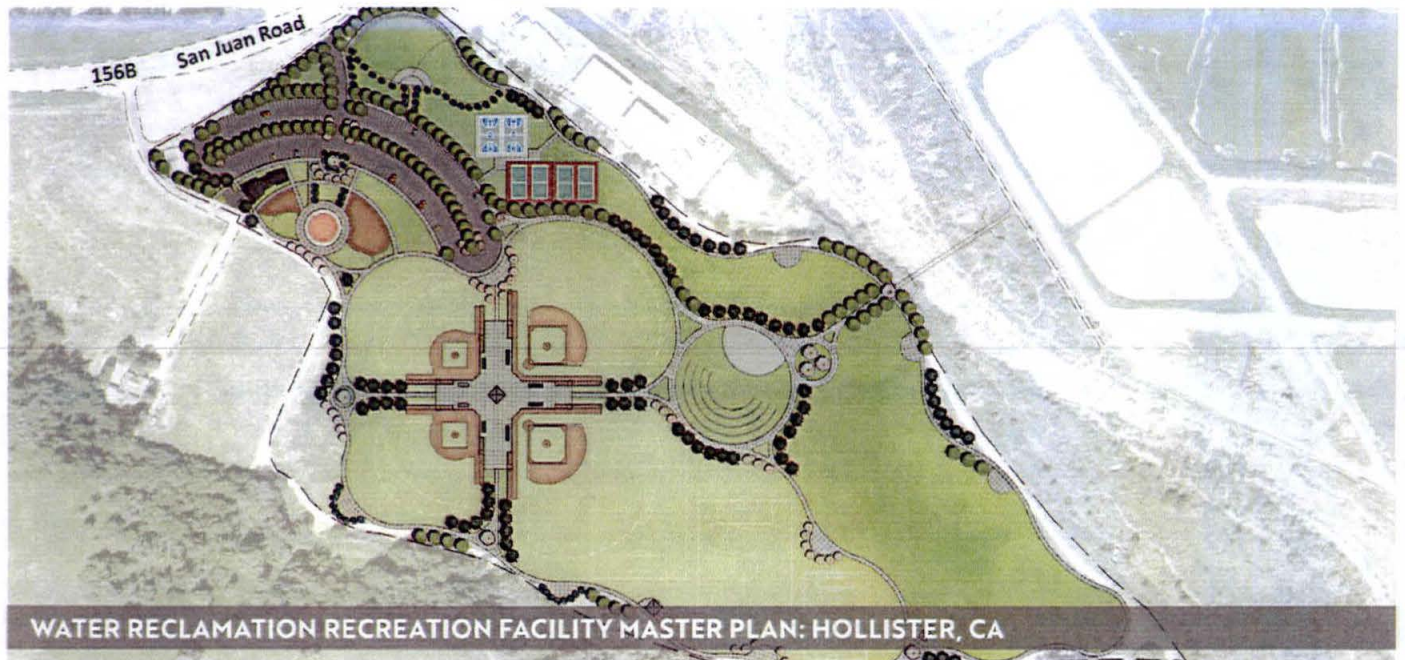 San Juan Road
156B
WATER RECLAMATION RECREATION FACILITY MASTER PLAN: HOLLISTER, CA